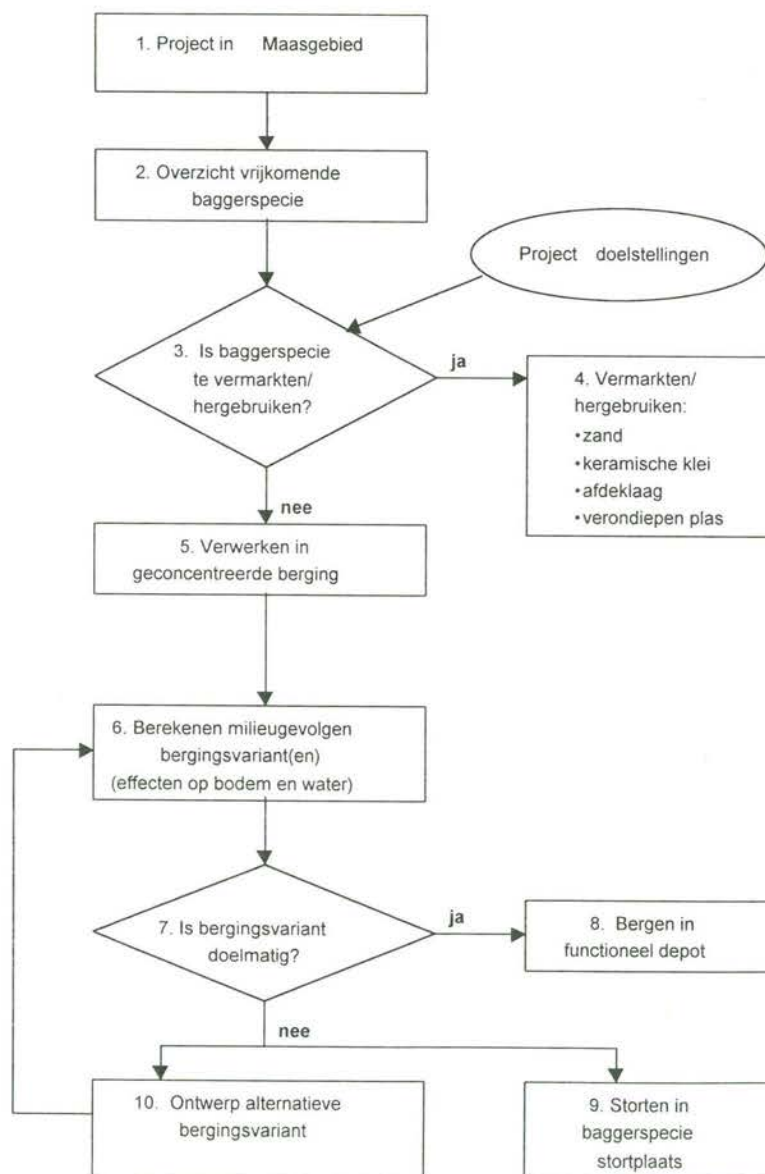 1. Project in Maasgebied
2. Overzicht vrijkomende
baggerspecie
Project doelstellingen
3. Is baggerspecie
te vermarkten/
hergebruiken?
ja
4. Vermarkten/
hergebruiken:
•zand
•keramische klei
•afdeklaag
•verondiepen plas
nee
5. Verwerken in
geconcentreerde berging
6. Berekenen milieugevolgen
bergingsvariant(en)
(effecten op bodem en water)
7. Is bergingsvariant
doelmatig?
ja
8. Bergen in
functioneel depot
nee
10. Ontwerp alternatieve
bergingsvariant
9. Storten in
baggerspecie
stortplaats